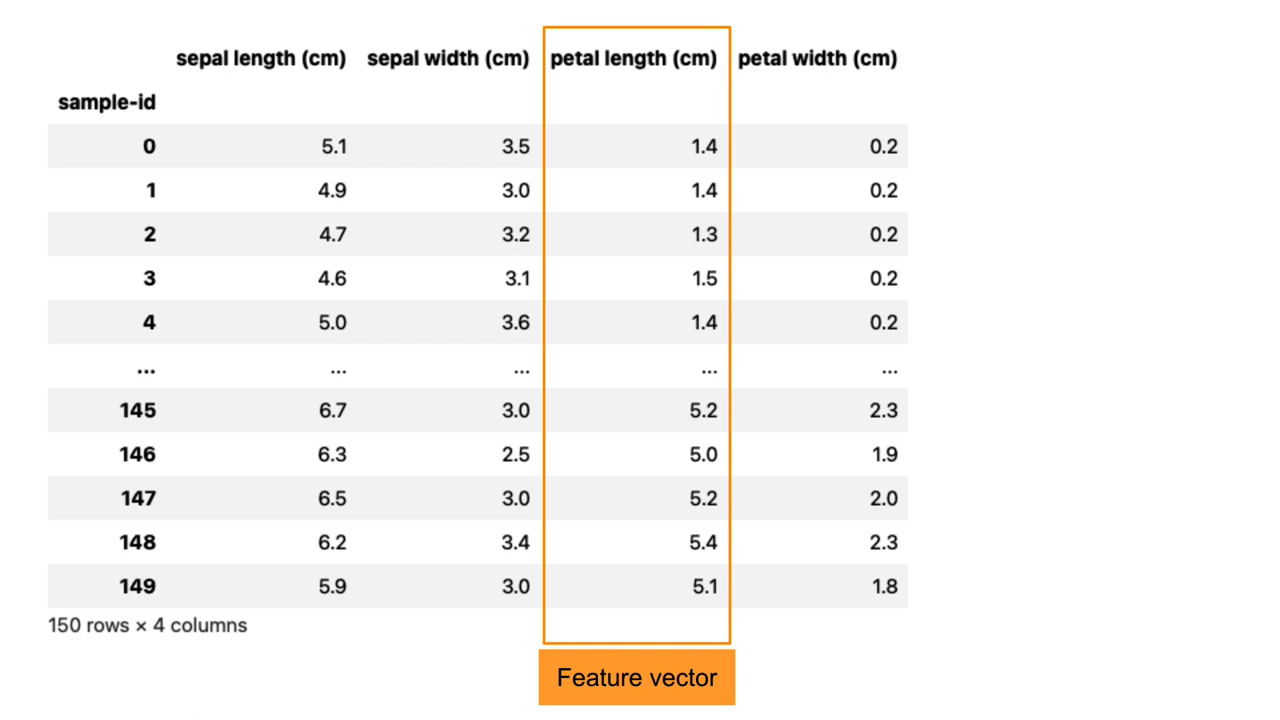 sepal length (cm) sepal width (cm) petal length (cm) petal width (cm)
sample-id
0 5.1 3.5 1.4 0.2
1 4.9 3.0 1.4 0.2
2 4.7 3.2 1.3 0.2
3 4.6 3.1 1.5 0.2
4 5.0 3.6 1.4 0.2
... ... ... ... ...
145 6.7 3.0 5.2 2.3
146 6.3 2.5 5.0 1.9
147 6.5 3.0 5.2 2.0
148 6.2 3.4 5.4 2.3
149 5.9 3.0 5.1 1.8
150 rows × 4 columns
Feature vector